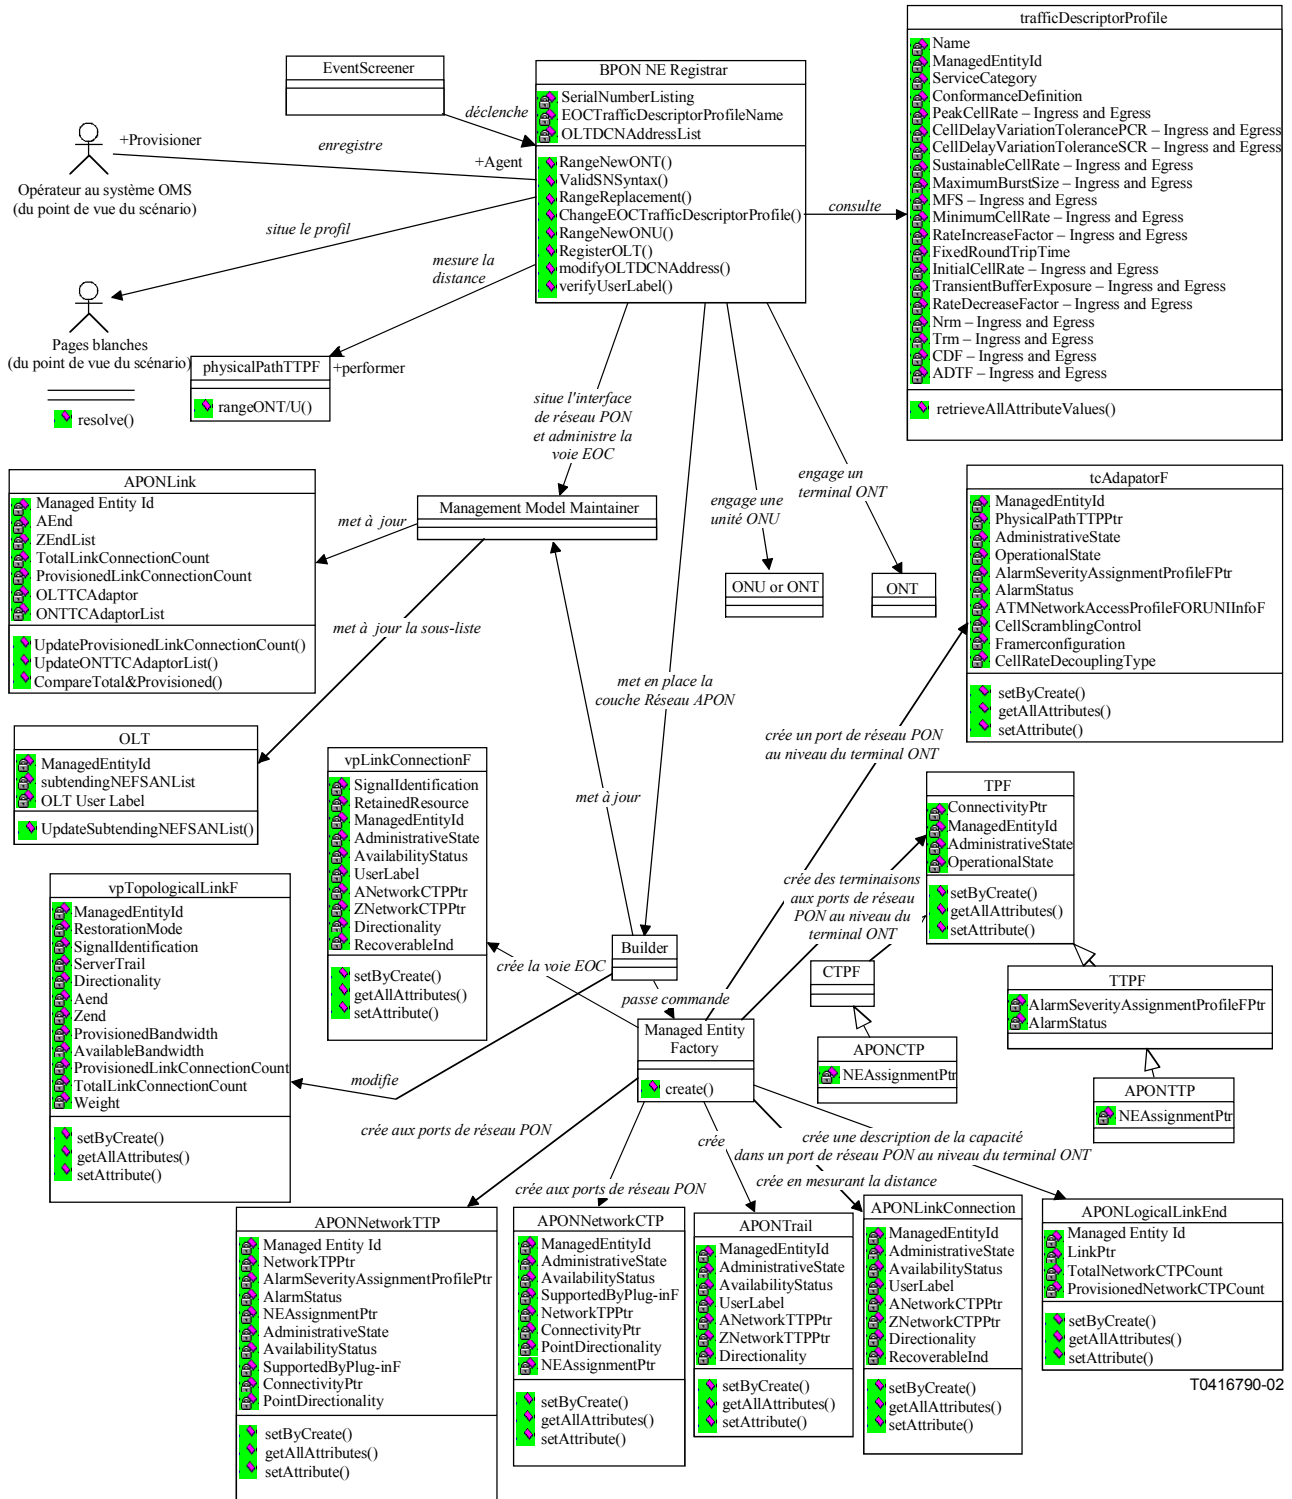 trafficDescriptorProfile
Name
ManagedEntityId
ServiceCategory
ConformanceDefinition
PeakCellRate – Ingress and Egress
CellDelayVariationTolerancePCR – Ingress and Egress
CellDelayVariationToleranceSCR – Ingress and Egress
SustainableCellRate – Ingress and Egress
MaximumBurstSize – Ingress and Egress
MFS – Ingress and Egress
MinimumCellRate – Ingress and Egress
RateIncreaseFactor – Ingress and Egress
FixedRoundTripTime
InitialCellRate – Ingress and Egress
TransientBufferExposure – Ingress and Egress
RateDecreaseFactor – Ingress and Egress
Nrm – Ingress and Egress
Trm – Ingress and Egress
CDF – Ingress and Egress
ADTF – Ingress and Egress
retrieveAllAttributeValues()
EventScreener
déclenche
BPON NE Registrar
SerialNumberListing
EOCTrafficDescriptorProfileName
OLTDCNAddressList
RangeNewONT()
ValidSNSyntax()
RangeReplacement()
ChangeEOCTrafficDescriptorProfile()
RangeNewONU()
RegisterOLT()
modifyOLTDCNAddress()
verifyUserLabel()
consulte
+Provisioner
enregistre
+Agent
Opérateur au système OMS
(du point de vue du scénario)
situe le profil
mesure la
distance
Pages blanches
(du point de vue du scénario)
resolve()
physicalPathTTPF
+performer
rangeONT/U()
situe l'interface
de réseau PON
et administre la
voie EOC
engage une
unité ONU
engage un
terminal ONT
APONLink
Managed Entity Id
AEnd
ZEndList
TotalLinkConnectionCount
ProvisionedLinkConnectionCount
OLTTCAdaptor
ONTTCAdaptorList
UpdateProvisionedLinkConnectionCount()
UpdateONTTCAdaptorList()
CompareTotal&Provisioned()
met à jour
Management Model Maintainer
ONU or ONT
ONT
tcAdapatorF
ManagedEntityId
PhysicalPathTTPPtr
AdministrativeState
OperationalState
AlarmSeverityAssignmentProfileFPtr
AlarmStatus
ATMNetworkAccessProfileFORUNIInfoF
CellScramblingControl
Framerconfiguration
CellRateDecouplingType
setByCreate()
getAllAttributes()
setAttribute()
met à jour la sous-liste
met en place la
couche Réseau APON
crée un port de réseau PON
au niveau du terminal ONT
OLT
ManagedEntityId
subtendingNEFSANList
OLT User Label
UpdateSubtendingNEFSANList()
vpLinkConnectionF
SignalIdentification
RetainedResource
ManagedEntityId
AdministrativeState
AvailabilityStatus
UserLabel
ANetworkCTPPtr
ZNetworkCTPPtr
Directionality
RecoverableInd
setByCreate()
getAllAttributes()
setAttribute()
met à jour
TPF
ConnectivityPtr
ManagedEntityId
AdministrativeState
OperationalState
setByCreate()
getAllAttributes()
setAttribute()
crée des terminaisons
aux ports de réseau
PON au niveau du
terminal ONT
vpTopologicalLinkF
ManagedEntityId
RestorationMode
SignalIdentification
ServerTrail
Directionality
Aend
Zend
ProvisionedBandwidth
AvailableBandwidth
ProvisionedLinkConnectionCount
TotalLinkConnectionCount
Weight
setByCreate()
getAllAttributes()
setAttribute()
Builder
crée la voie EOC
passe commande
modifie
CTPF
TTPF
AlarmSeverityAssignmentProfileFPtr
AlarmStatus
Managed Entity
Factory
create()
APONCTP
NEAssignmentPtr
APONTTP
NEAssignmentPtr
crée aux ports de réseau PON
crée aux ports de réseau PON
crée
crée une description de la capacité
dans un port de réseau PON au niveau du terminal ONT
crée en mesurant la distance
APONNetworkTTP
Managed Entity Id
NetworkTPPtr
AlarmSeverityAssignmentProfilePtr
AlarmStatus
NEAssignmentPtr
AdministrativeState
AvailabilityStatus
SupportedByPlug-inF
ConnectivityPtr
PointDirectionality
setByCreate()
getAllAttributes()
setAttribute()
APONNetworkCTP
ManagedEntityId
AdministrativeState
AvailabilityStatus
SupportedByPlug-inF
NetworkTPPtr
ConnectivityPtr
PointDirectionality
NEAssignmentPtr
setByCreate()
getAllAttributes()
setAttribute()
APONTrail
ManagedEntityId
AdministrativeState
AvailabilityStatus
UserLabel
ANetworkTTPPtr
ZNetworkTTPPtr
Directionality
setByCreate()
getAllAttributes()
setAttribute()
APONLinkConnection
ManagedEntityId
AdministrativeState
AvailabilityStatus
UserLabel
ANetworkCTPPtr
ZNetworkCTPPtr
Directionality
RecoverableInd
setByCreate()
getAllAttributes()
setAttribute()
APONLogicalLinkEnd
Managed Entity Id
LinkPtr
TotalNetworkCTPCount
ProvisionedNetworkCTPCount
setByCreate()
getAllAttributes()
setAttribute()
T0416790-02